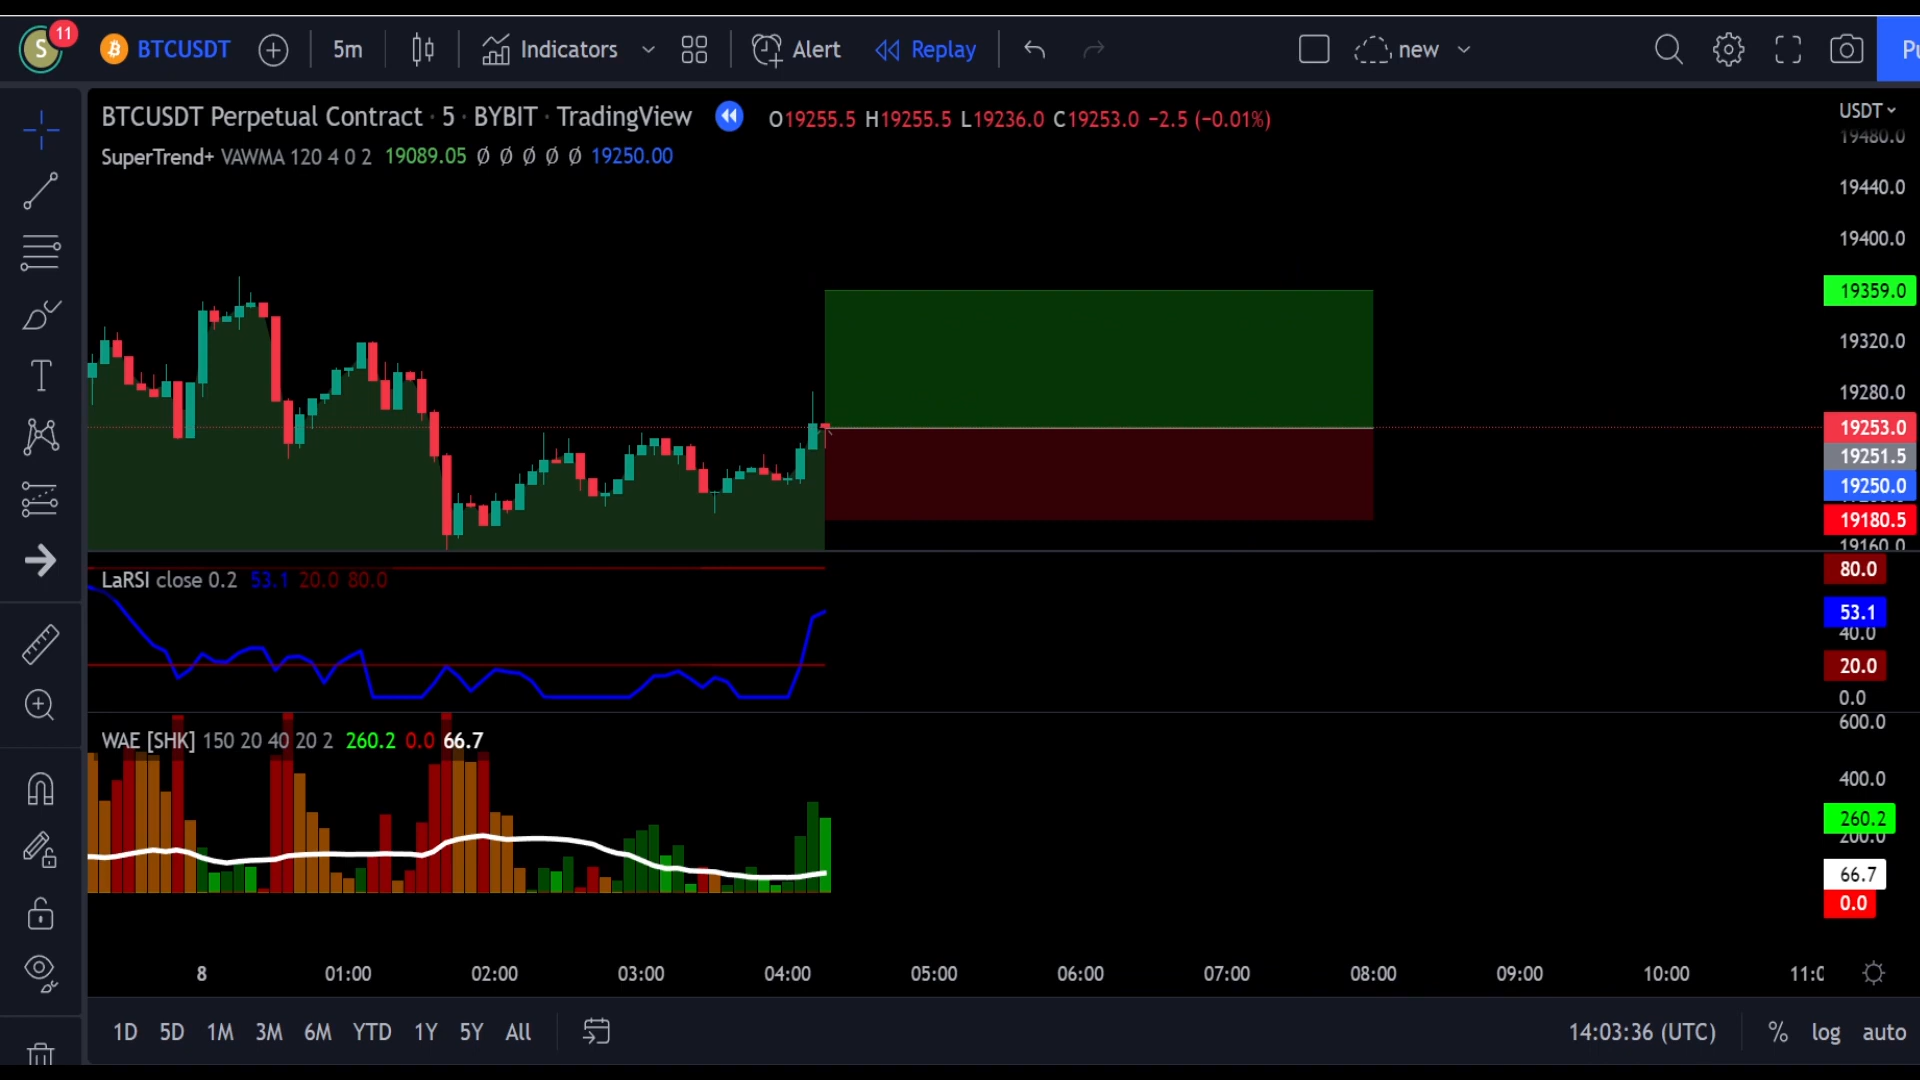 S 11 BTCUSDT 5m Indicators Alert Replay new Pu
BTCUSDT Perpetual Contract · 5 · BYBIT · TradingView O19255.5 H19255.5 L19236.0 C19253.0 −2.5 (−0.01%)
SuperTrend+ VAWMA 120 4 0 2 19089.05 Ø Ø Ø Ø Ø 19250.00
USDT
19480.0
19440.0
19400.0
19359.0
19320.0
19280.0
19253.0
19251.5
19250.0
19180.5
19160.0
LaRSI close 0.2 53.1 20.0 80.0
80.0
53.1
40.0
20.0
0.0
WAE [SHK] 150 20 40 20 2 260.2 0.0 66.7
600.0
400.0
260.2
200.0
66.7
0.0
8 01:00 02:00 03:00 04:00 05:00 06:00 07:00 08:00 09:00 10:00 11:0
1D 5D 1M 3M 6M YTD 1Y 5Y All 14:03:36 (UTC) % log auto